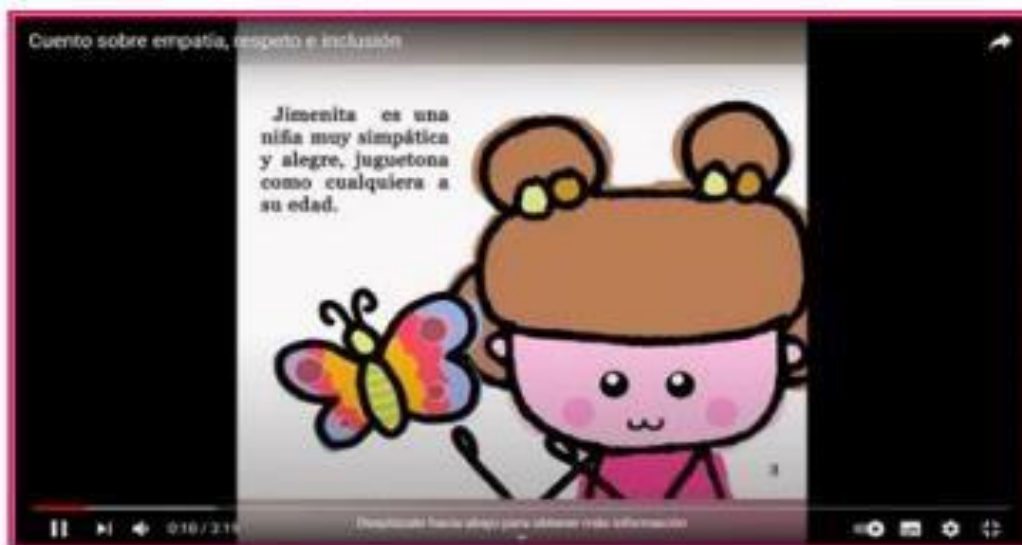 Cuento sobre empatía, respeto e inclusión
Jimenita es una
niña muy simpática
y alegre, juguetona
como cualquiera a
su edad.
3
Desplázate hacia abajo para obtener más información